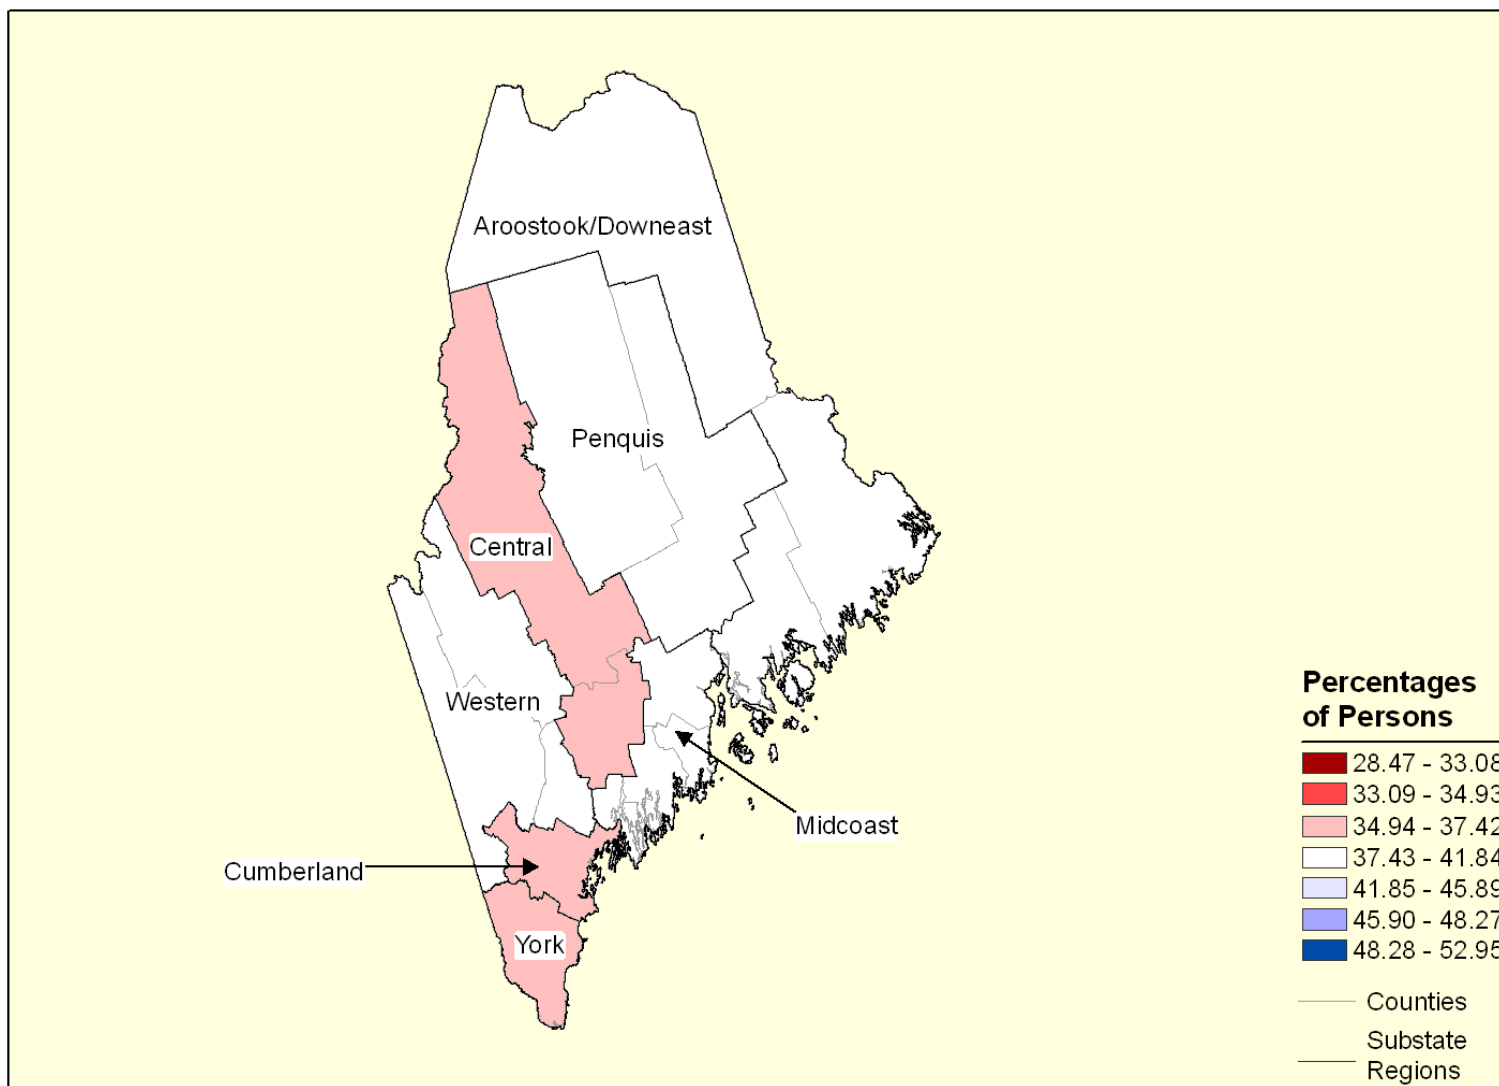 Aroostook/Downeast
Penquis
Central
Western
Midcoast
Cumberland
York
Percentages
of Persons
28.47 - 33.08
33.09 - 34.93
34.94 - 37.42
37.43 - 41.84
41.85 - 45.89
45.90 - 48.27
48.28 - 52.95
Counties
Substate
Regions